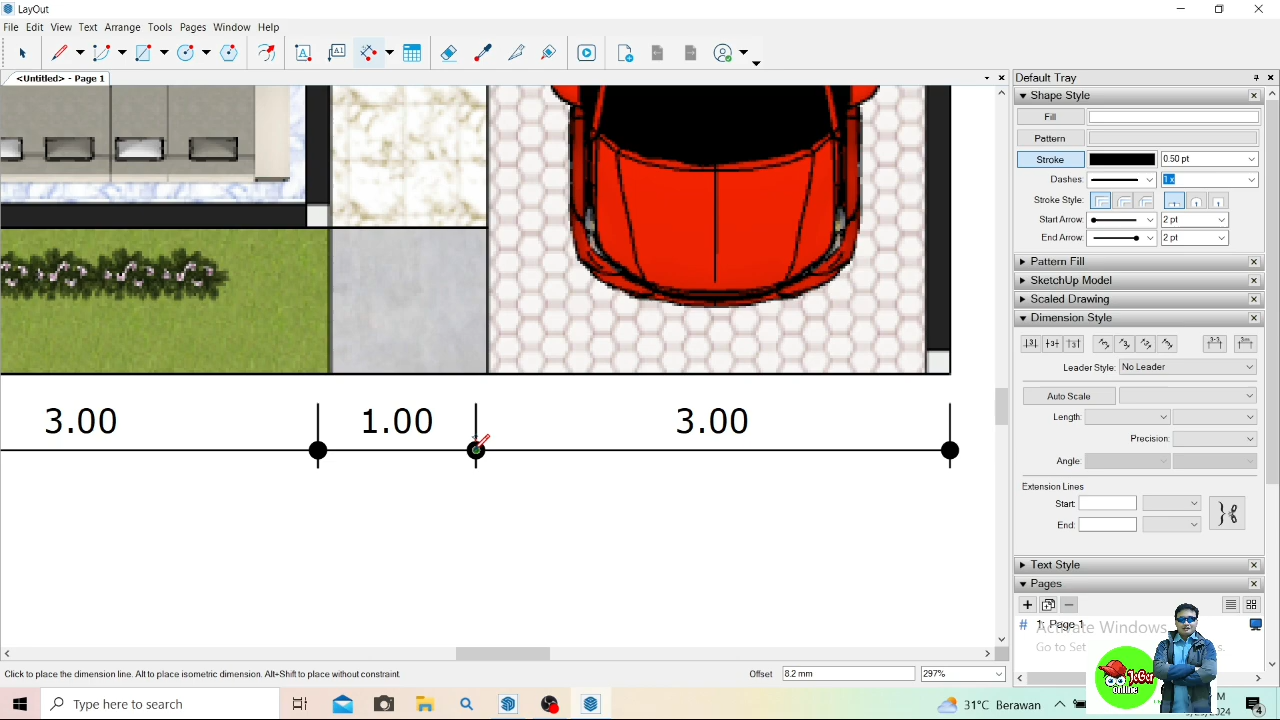 LayOut
File Edit View Text Arrange Tools Pages Window Help
<Untitled> - Page 1
Default Tray
Shape Style
Fill
Pattern
Stroke 0.50 pt
Dashes: 1 x
Stroke Style:
Start Arrow: 2 pt
End Arrow: 2 pt
Pattern Fill
SketchUp Model
Scaled Drawing
Dimension Style
Leader Style: No Leader
Auto Scale
Length:
Precision:
Angle:
Extension Lines
Start:
End:
Text Style
Pages
# 1: Page 1
3.00 1.00 3.00
Activate Windows
Go to Set
JeGer
online
Click to place the dimension line. Alt to place isometric dimension. Alt+Shift to place without constraint.
Offset 8.2 mm 297%
Type here to search
31°C Berawan
4